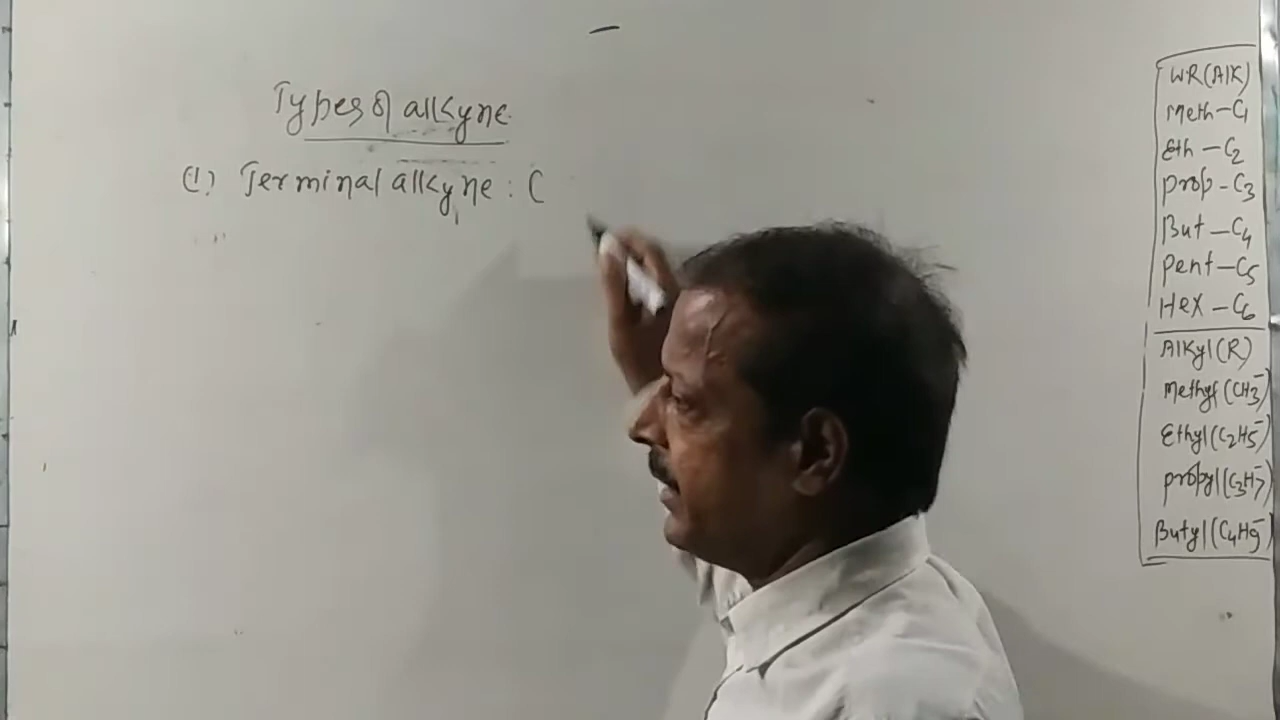 Types of alkyne
(1) Terminal alkyne : C
WR(Alk)
Meth-C1
Eth-C2
Prop-C3
But-C4
Pent-C5
Hex-C6
Alkyl(R)
Methyl(CH3-)
Ethyl(C2H5-)
Propyl(C3H7-)
Butyl(C4H9-)